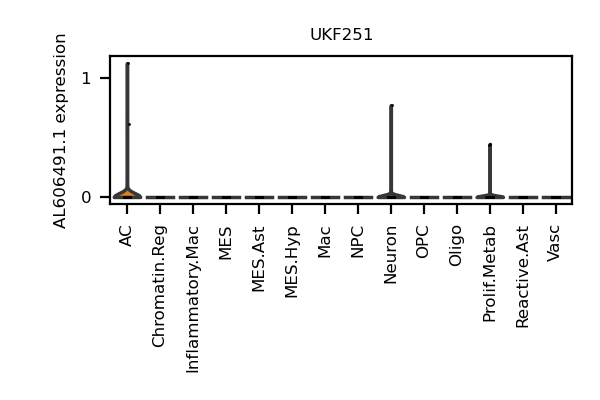 UKF251
AL606491.1 expression
1
0
AC
Chromatin.Reg
Inflammatory.Mac
MES
MES.Ast
MES.Hyp
Mac
NPC
Neuron
OPC
Oligo
Prolif.Metab
Reactive.Ast
Vasc